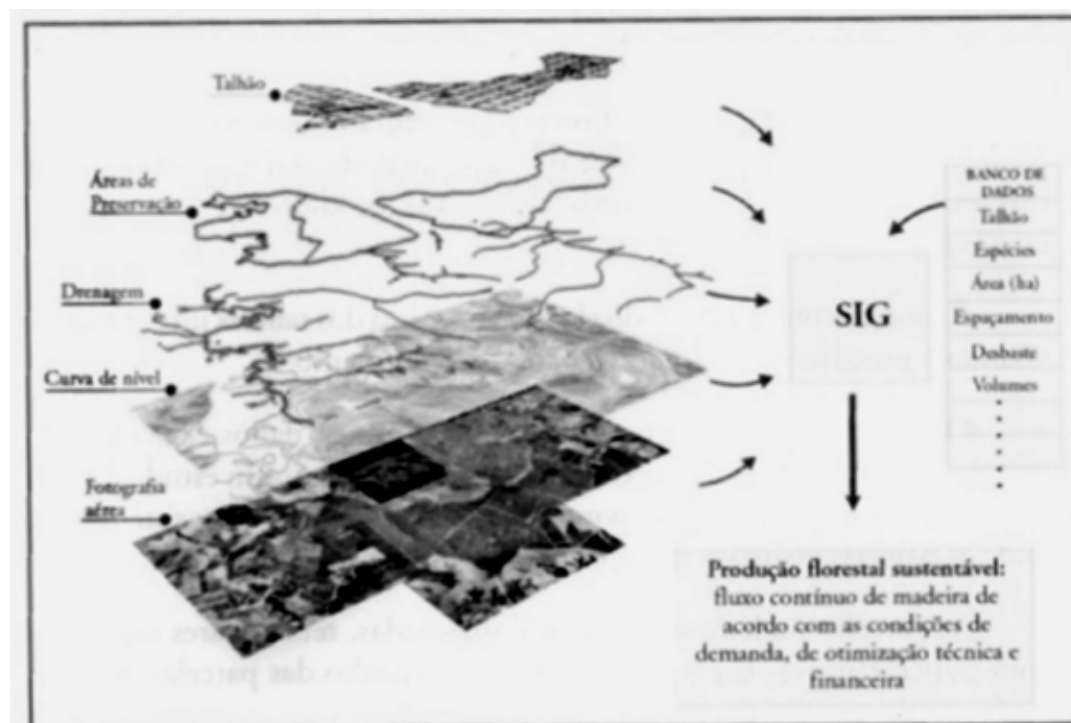 Talhão
Áreas de
Preservação
Drenagem
Curva de nível
Fotografia
aérea
SIG
BANCO DE
DADOS
Talhão
Espécies
Área (ha)
Espaçamento
Desbaste
Volumes
Produção florestal sustentável:
fluxo contínuo de madeira de
acordo com as condições de
demanda, de otimização técnica e
financeira